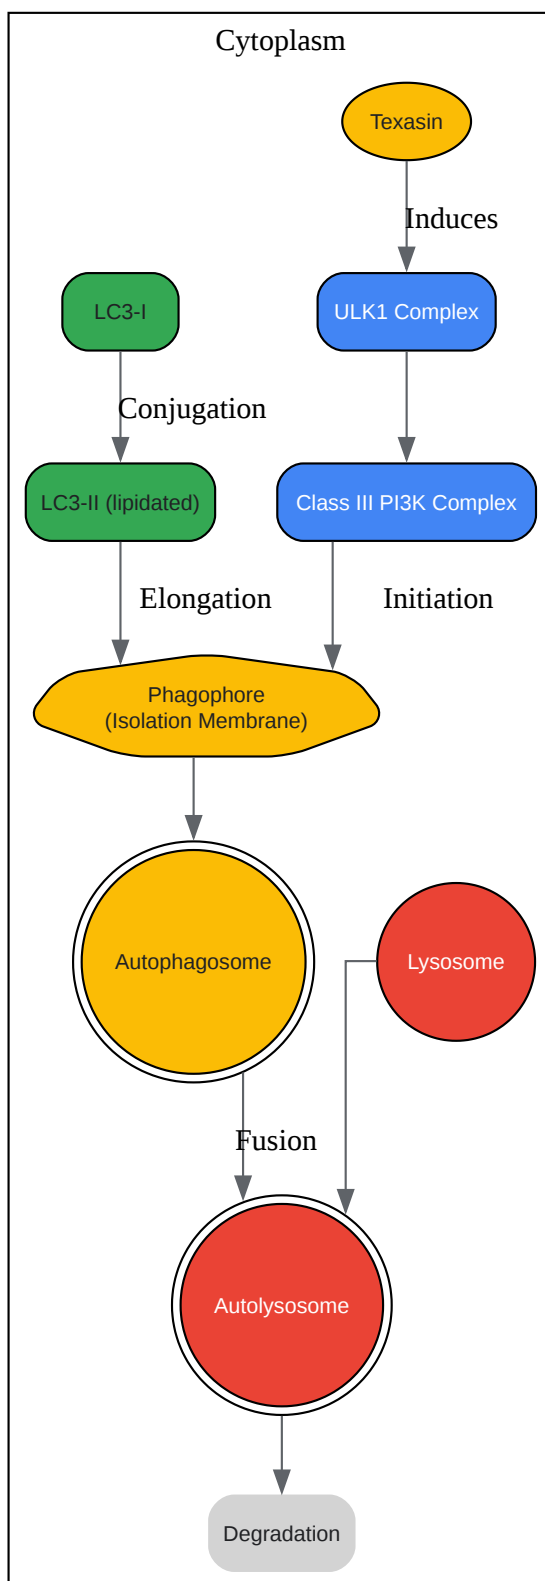 Cytoplasm
Texasin
Induces
LC3-I
ULK1 Complex
Conjugation
LC3-II (lipidated)
Class III PI3K Complex
Elongation
Initiation
Phagophore
(Isolation Membrane)
Autophagosome
Lysosome
Fusion
Autolysosome
Degradation